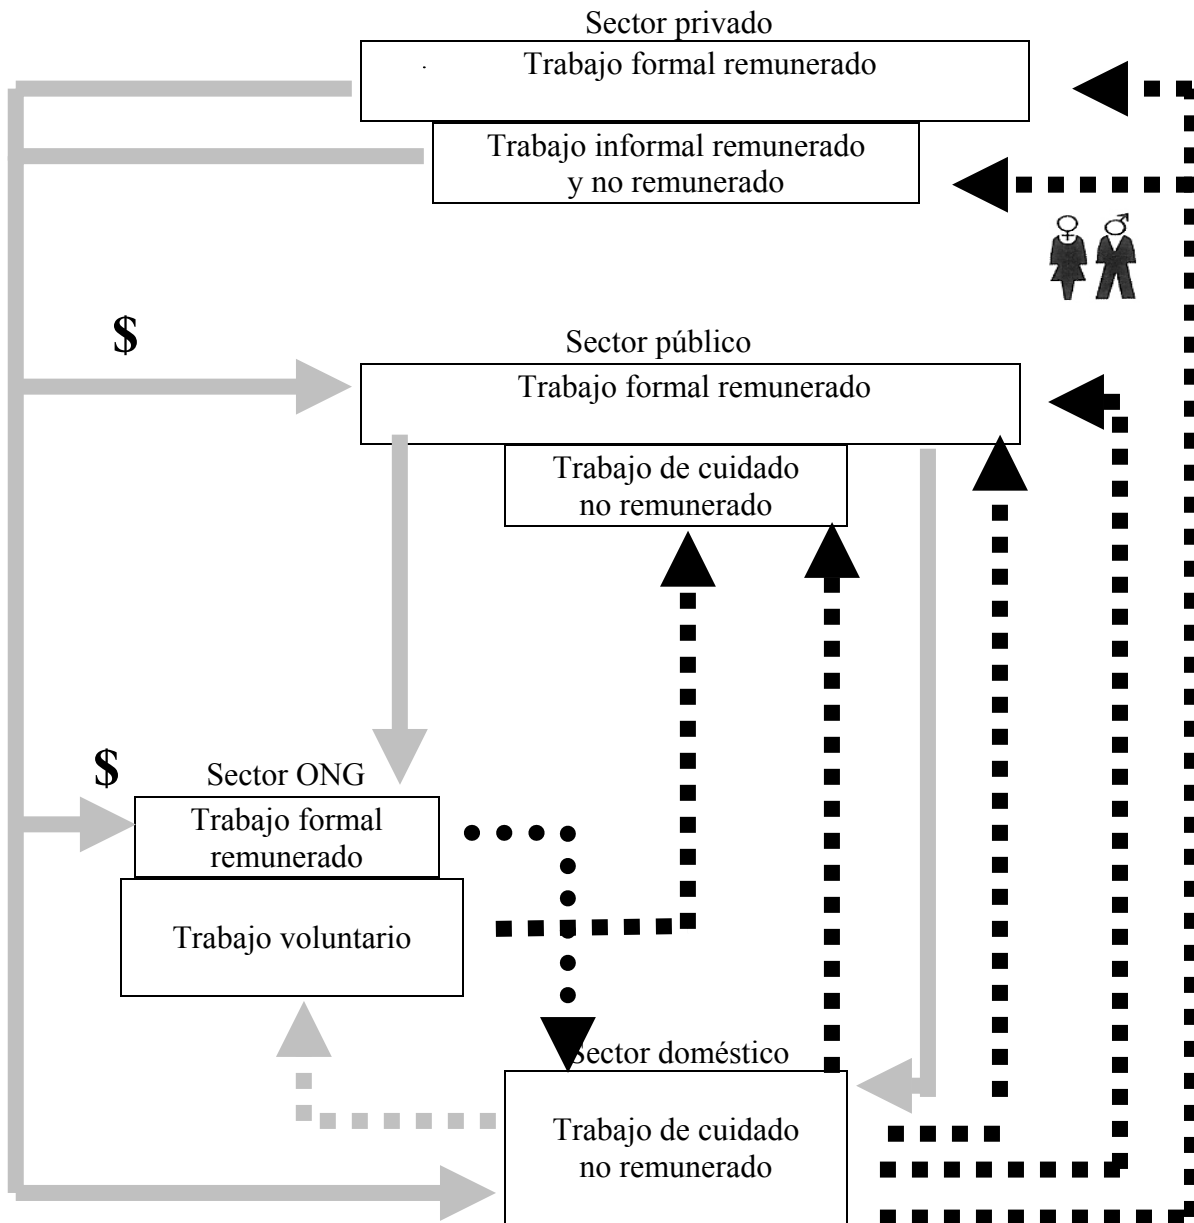 Sector privado
Trabajo formal remunerado
Trabajo informal remunerado
y no remunerado
$
Sector público
Trabajo formal remunerado
Trabajo de cuidado
no remunerado
$
Sector ONG
Trabajo formal
remunerado
Trabajo voluntario
Sector doméstico
Trabajo de cuidado
no remunerado